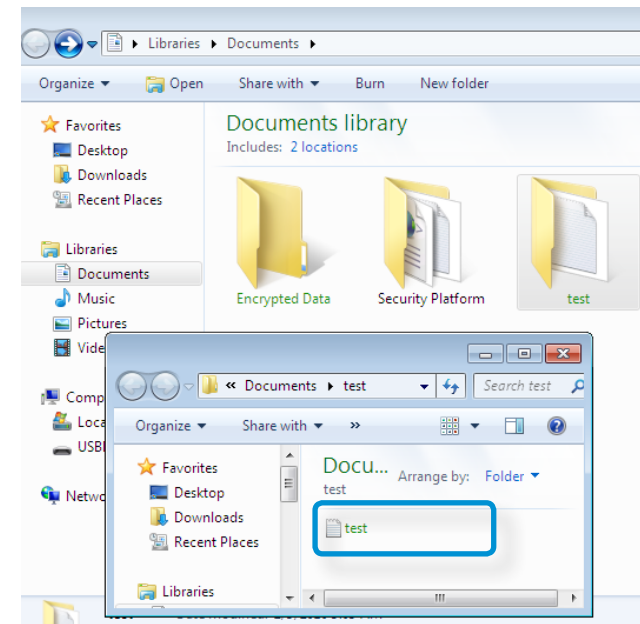 Libraries Documents
Organize Open Share with Burn New folder
Favorites
Desktop
Downloads
Recent Places
Libraries
Documents
Music
Pictures
Documents library
Includes: 2 locations
Encrypted Data Security Platform test
« Documents test
Search test
Organize Share with »
Favorites
Desktop
Downloads
Recent Places
Libraries
Docu... Arrange by: Folder
test
test